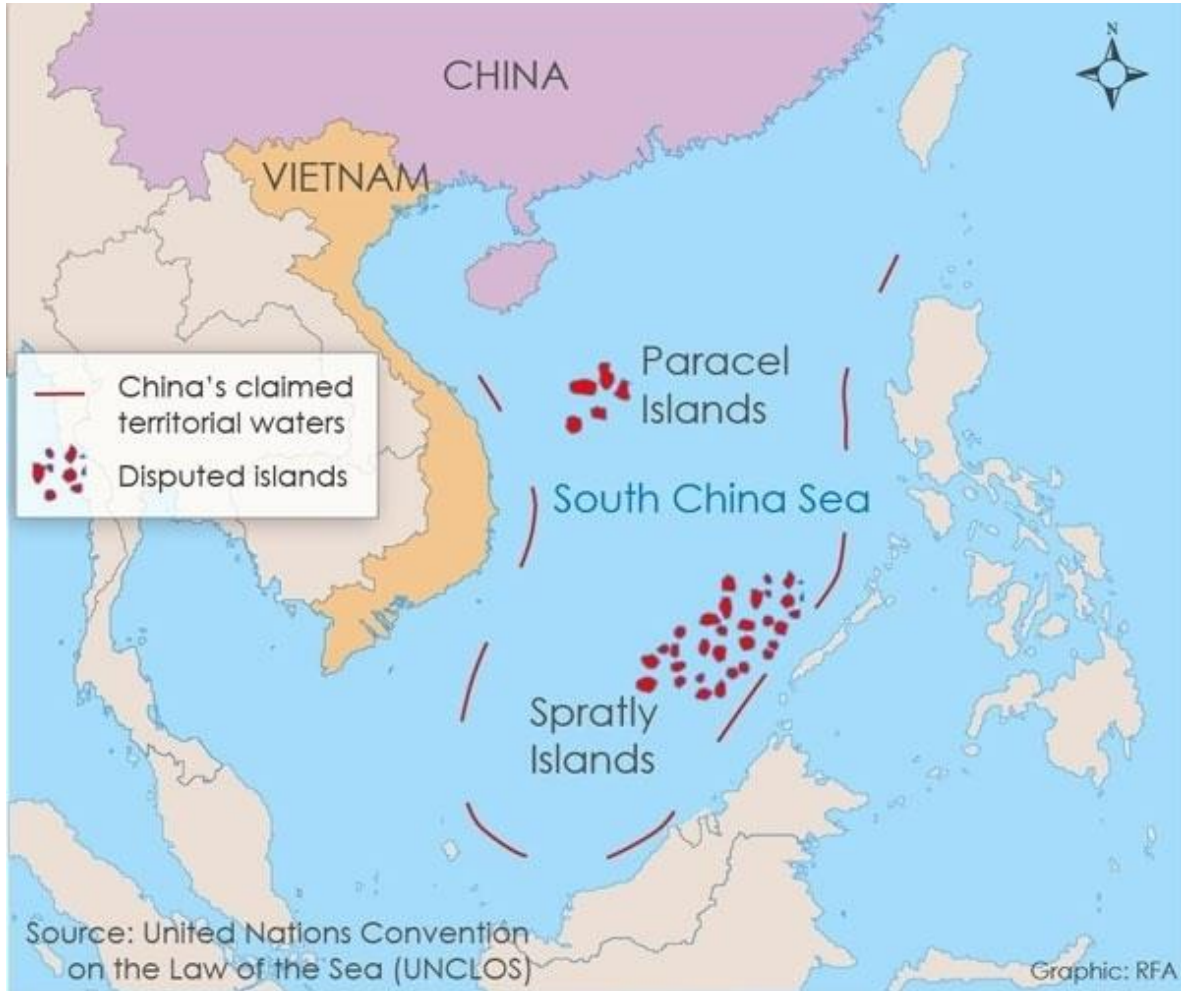 N
CHINA
VIETNAM
China's claimed
territorial waters
Disputed islands
Paracel
Islands
South China Sea
Spratly
Islands
Source: United Nations Convention
on the Law of the Sea (UNCLOS)
Graphic: RFA